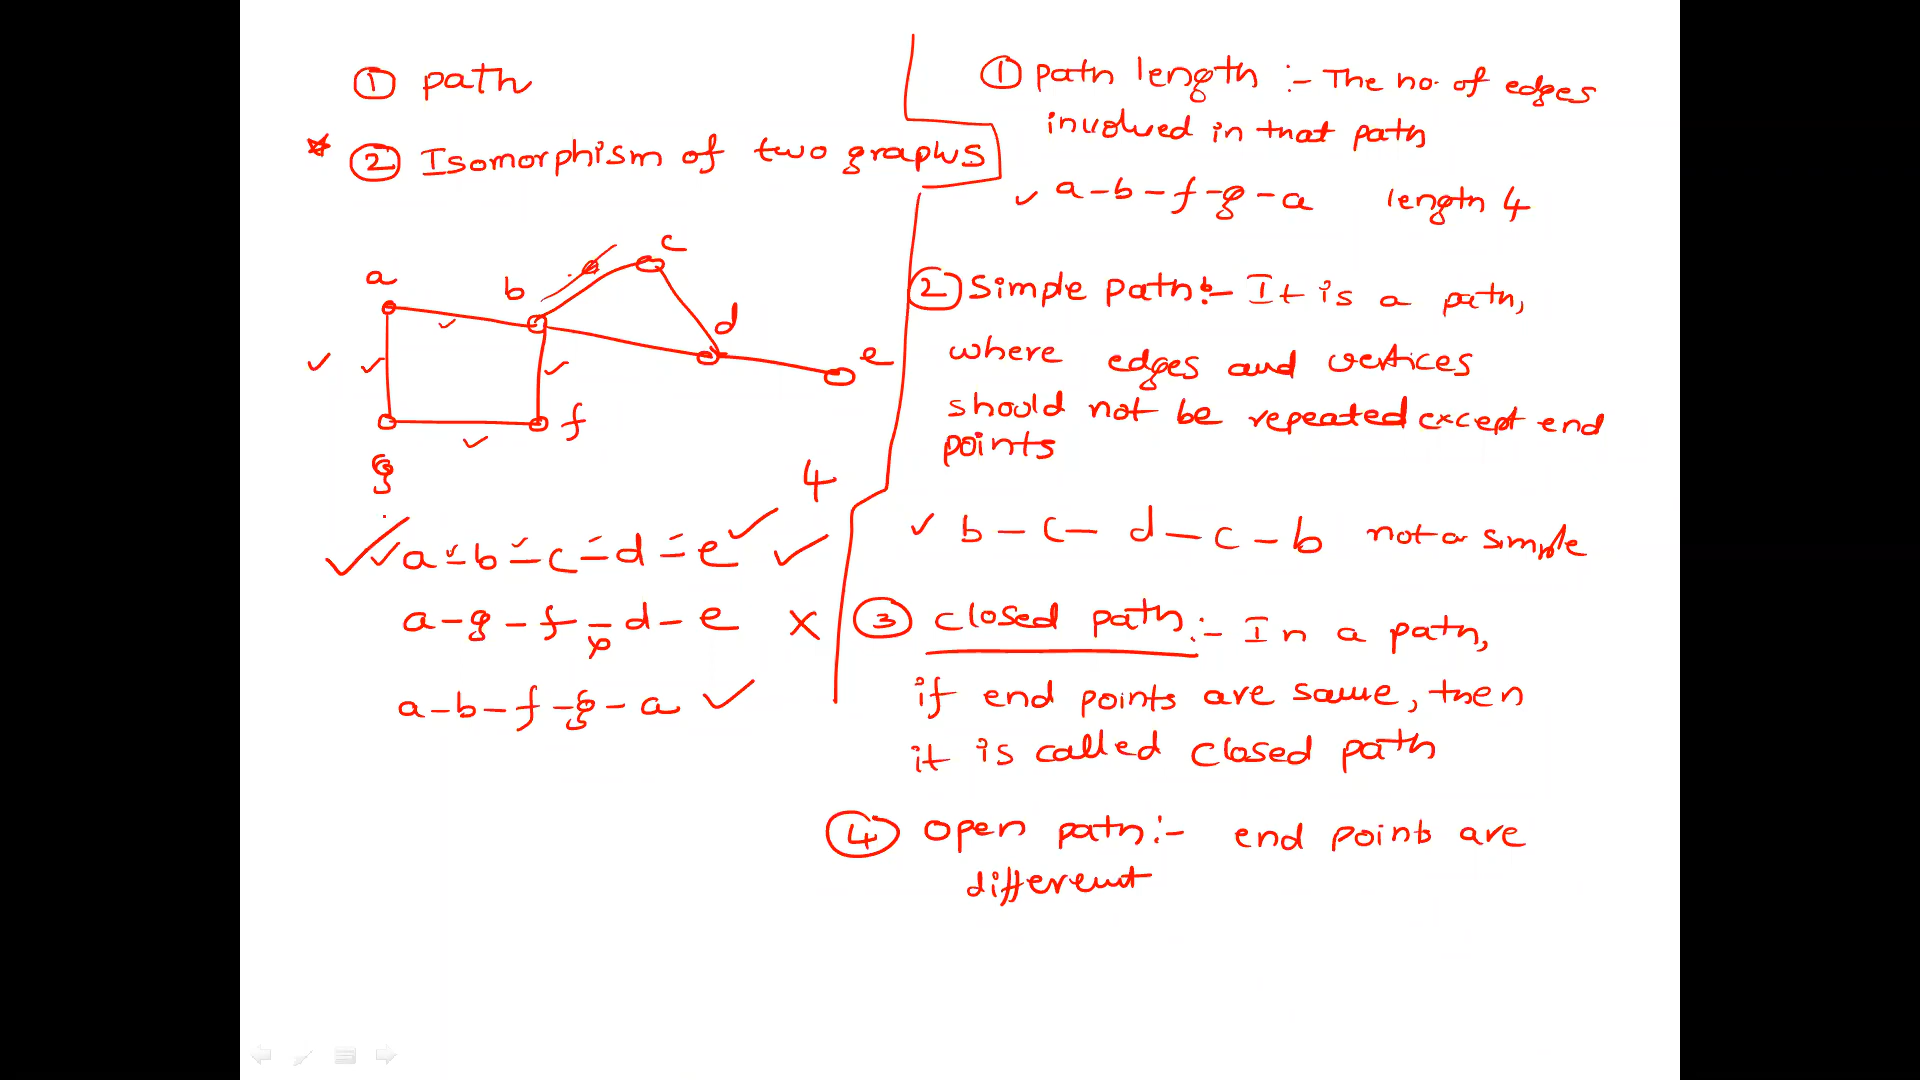 ① path
② Isomorphism of two graphs
a
b
c
d
e
f
g
4
a - b - c - d - e
a - g - f - d - e x
a - b - f - g - a
① path length :- The no. of edges
involved in that path
a - b - f - g - a length 4
② Simple path :- It is a path,
where edges and vertices
should not be repeated except end
points
b - c - d - c - b not a simple
③ closed path :- In a path,
if end points are same, then
it is called closed path
④ open path :- end points are
different